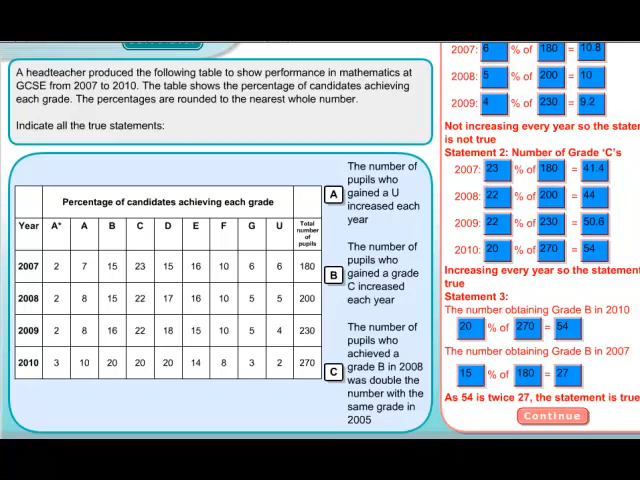 A headteacher produced the following table to show performance in mathematics at
GCSE from 2007 to 2010. The table shows the percentage of candidates achieving
each grade. The percentages are rounded to the nearest whole number.
Indicate all the true statements:
Percentage of candidates achieving each grade
Year A* A B C D E F G U Total number of pupils
2007 2 7 15 23 15 16 10 6 6 180
2008 2 8 15 22 17 16 10 5 5 200
2009 2 8 16 22 18 15 10 5 4 230
2010 3 10 20 20 20 14 8 3 2 270
A
The number of
pupils who
gained a U
increased each
year
B
The number of
pupils who
gained a grade
C increased
each year
C
The number of
pupils who
achieved a
grade B in 2008
was double the
number with the
same grade in
2005
2007: 6 % of 180 = 10.8
2008: 5 % of 200 = 10
2009: 4 % of 230 = 9.2
Not increasing every year so the
is not true
Statement 2: Number of Grade 'C's
2007: 23 % of 180 = 41.4
2008: 22 % of 200 = 44
2009: 22 % of 230 = 50.6
2010: 20 % of 270 = 54
Increasing every year so the statement
true
Statement 3:
The number obtaining Grade B in 2010
20 % of 270 = 54
The number obtaining Grade B in 2007
15 % of 180 = 27
As 54 is twice 27, the statement is true
Continue